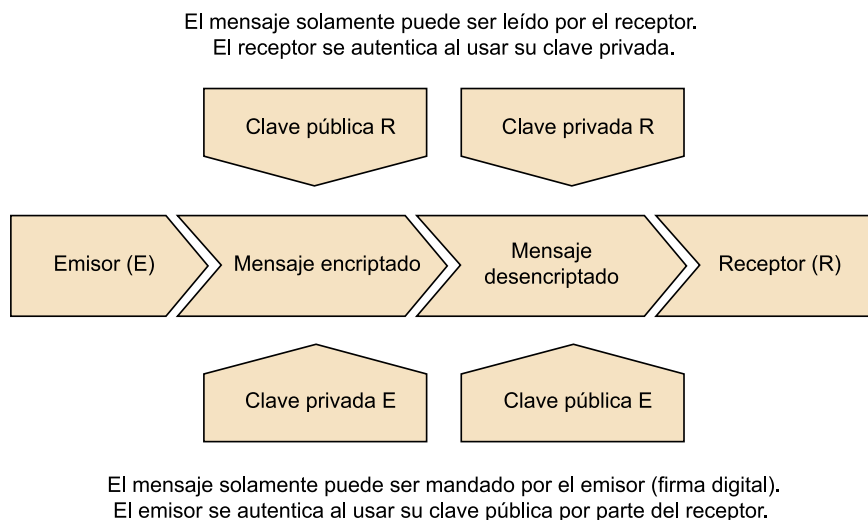 El mensaje solamente puede ser leído por el receptor.
El receptor se autentica al usar su clave privada.
Clave pública R
Clave privada R
Emisor (E)
Mensaje encriptado
Mensaje
desencriptado
Receptor (R)
Clave privada E
Clave pública E
El mensaje solamente puede ser mandado por el emisor (firma digital).
El emisor se autentica al usar su clave pública por parte del receptor.